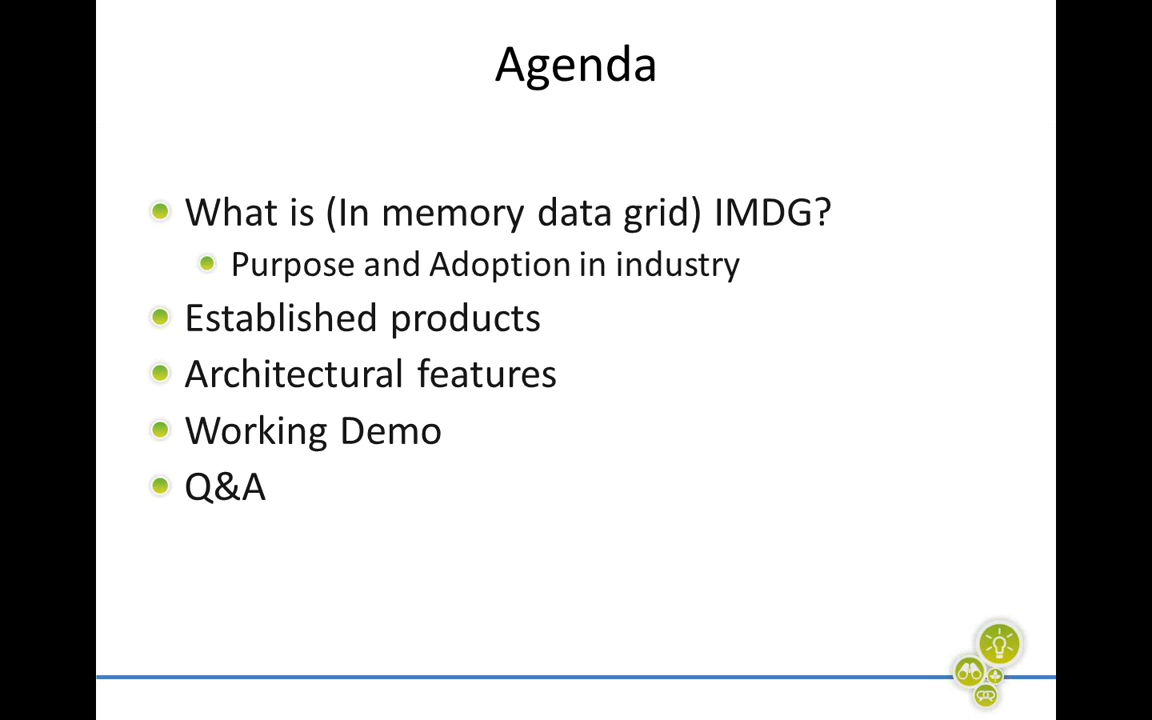 Agenda
What is (In memory data grid) IMDG?
Purpose and Adoption in industry
Established products
Architectural features
Working Demo
Q&A